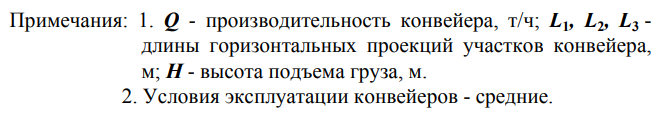 Примечания: 1. Q - производительность конвейера, т/ч; L₁, L₂, L₃ -
длины горизонтальных проекций участков конвейера,
м; H - высота подъема груза, м.
2. Условия эксплуатации конвейеров - средние.